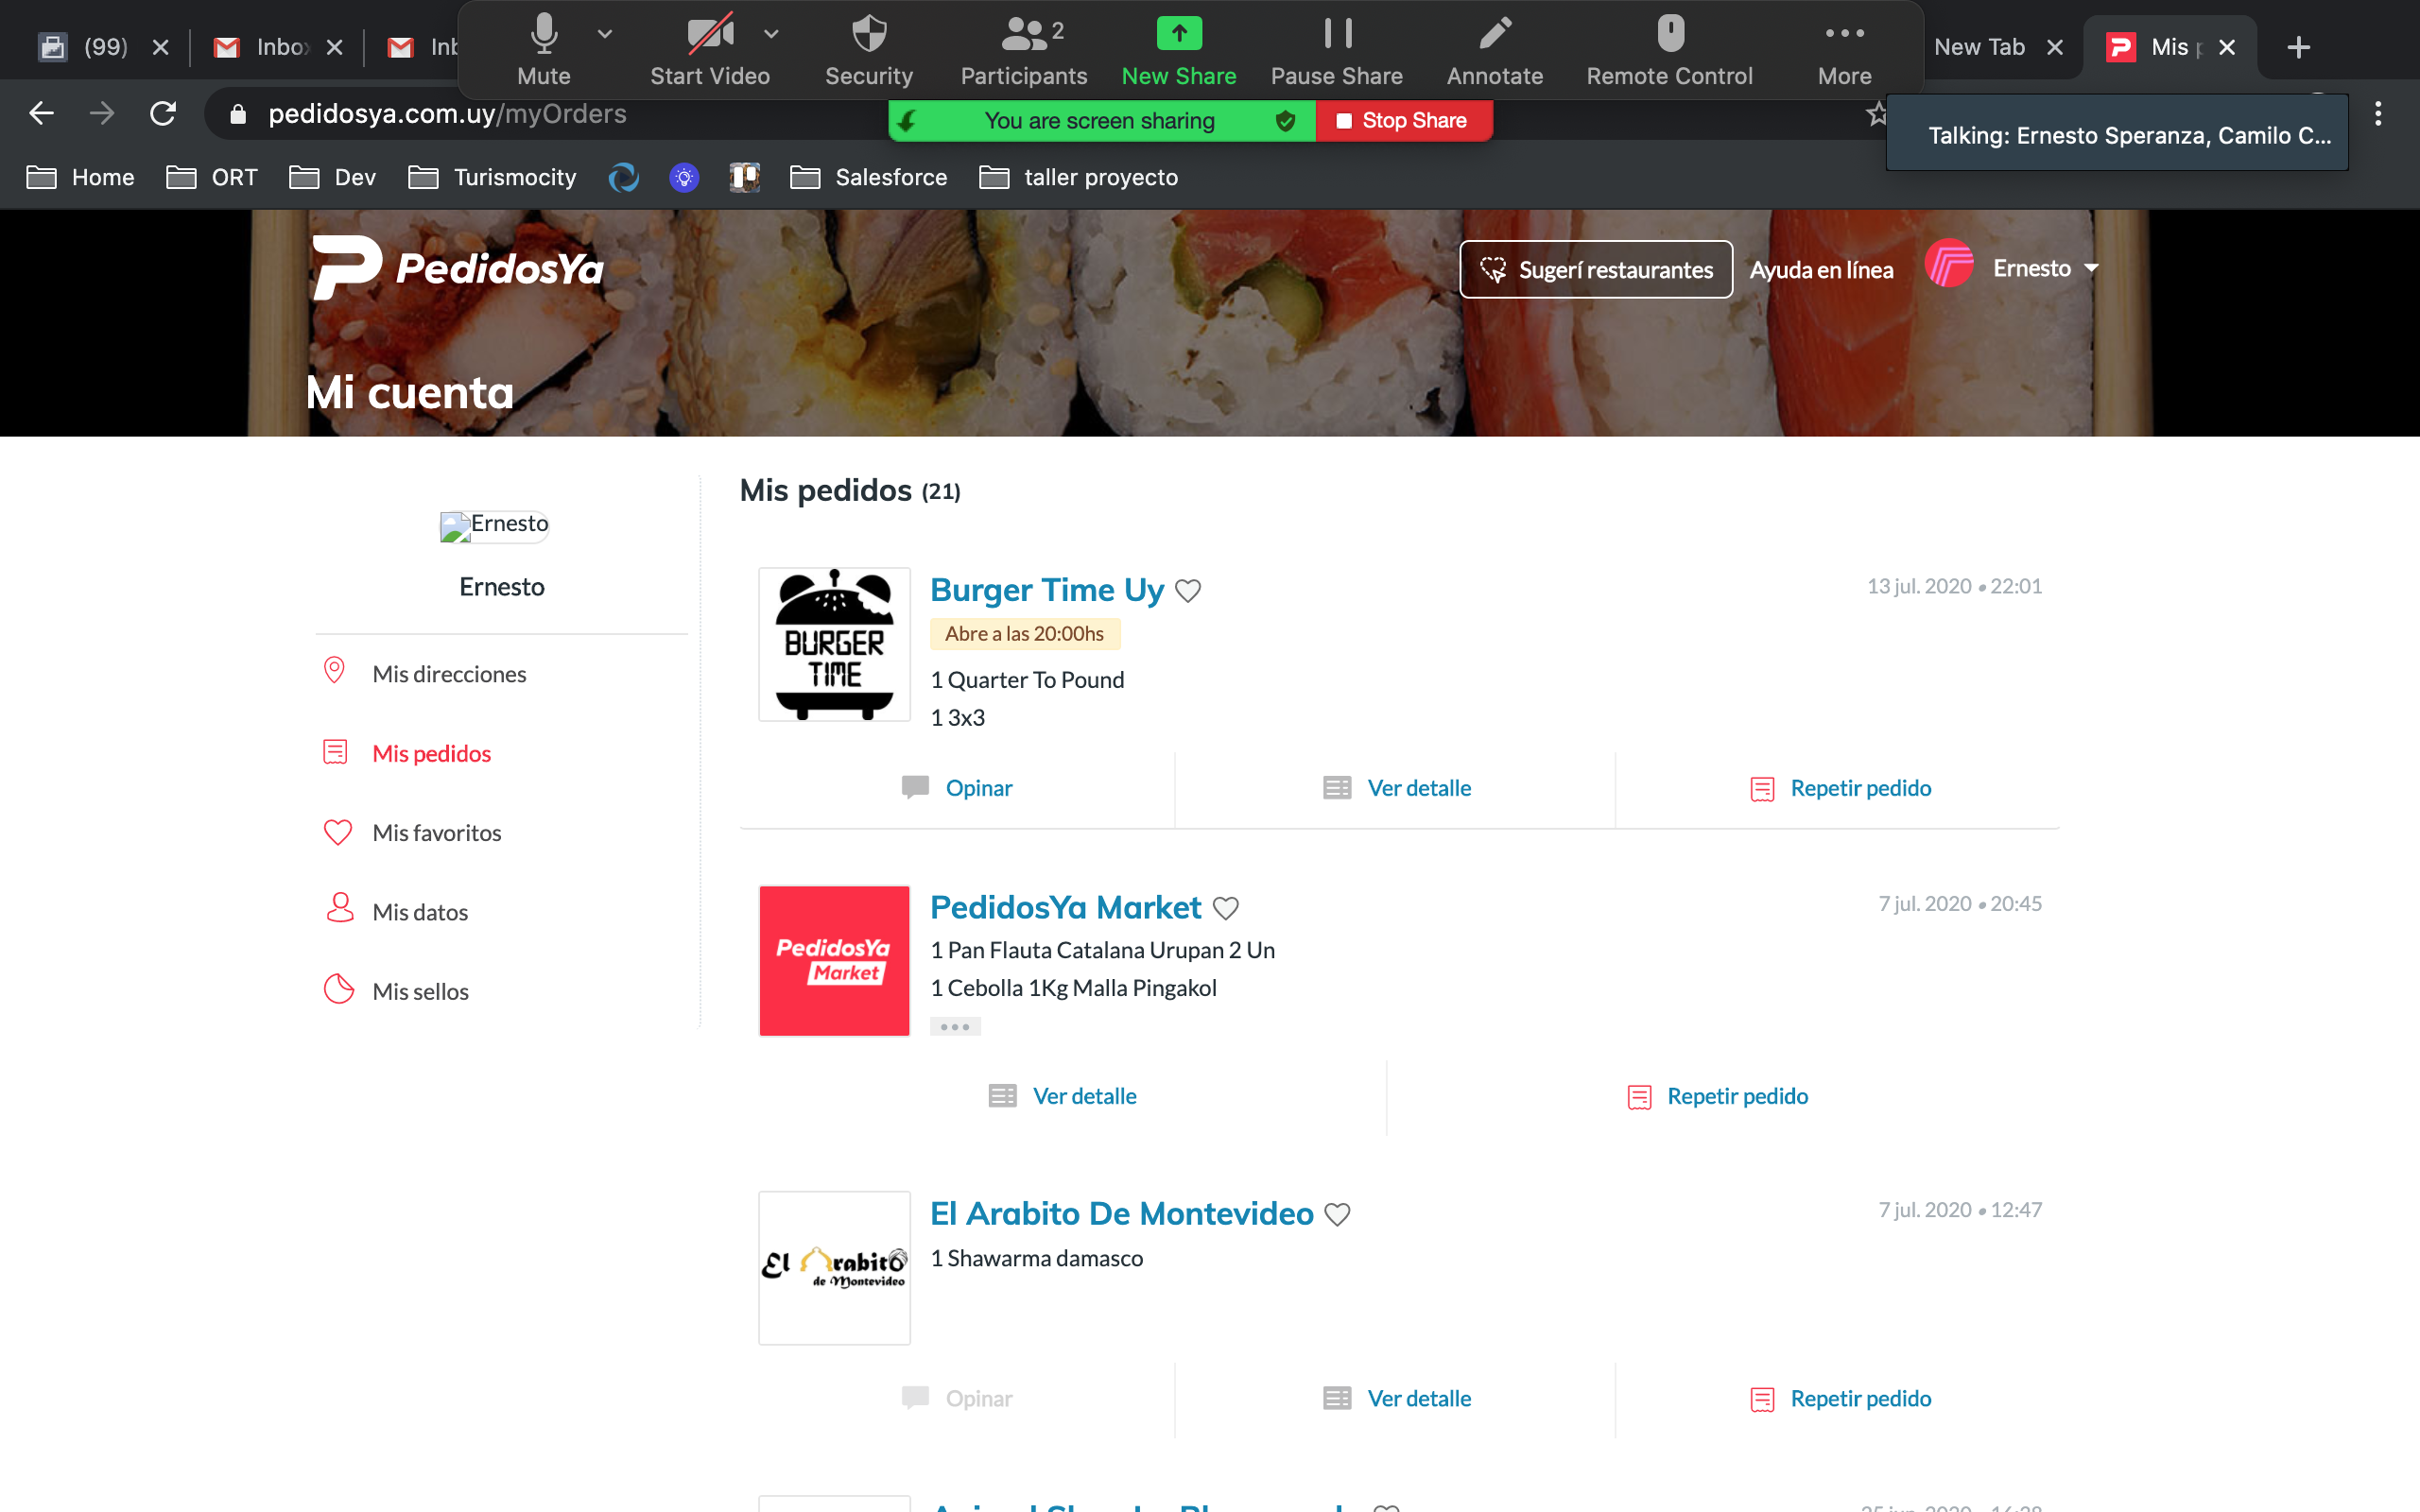 (99)
Inbox
Inb
Mute
Start Video
Security
2
Participants
New Share
Pause Share
Annotate
Remote Control
More
New Tab
Mis p
pedidosya.com.uy/myOrders
You are screen sharing
Stop Share
Talking: Ernesto Speranza, Camilo C...
Home
ORT
Dev
Turismocity
Salesforce
taller proyecto
PedidosYa
Sugerí restaurantes
Ayuda en línea
Ernesto
Mi cuenta
Ernesto
Ernesto
Mis direcciones
Mis pedidos
Mis favoritos
Mis datos
Mis sellos
Mis pedidos (21)
BURGER
TIME
Burger Time Uy
13 jul. 2020 • 22:01
Abre a las 20:00hs
1 Quarter To Pound
1 3x3
Opinar
Ver detalle
Repetir pedido
PedidosYa
Market
PedidosYa Market
7 jul. 2020 • 20:45
1 Pan Flauta Catalana Urupan 2 Un
1 Cebolla 1Kg Malla Pingakol
Ver detalle
Repetir pedido
El Arabito
de Montevideo
El Arabito De Montevideo
7 jul. 2020 • 12:47
1 Shawarma damasco
Opinar
Ver detalle
Repetir pedido